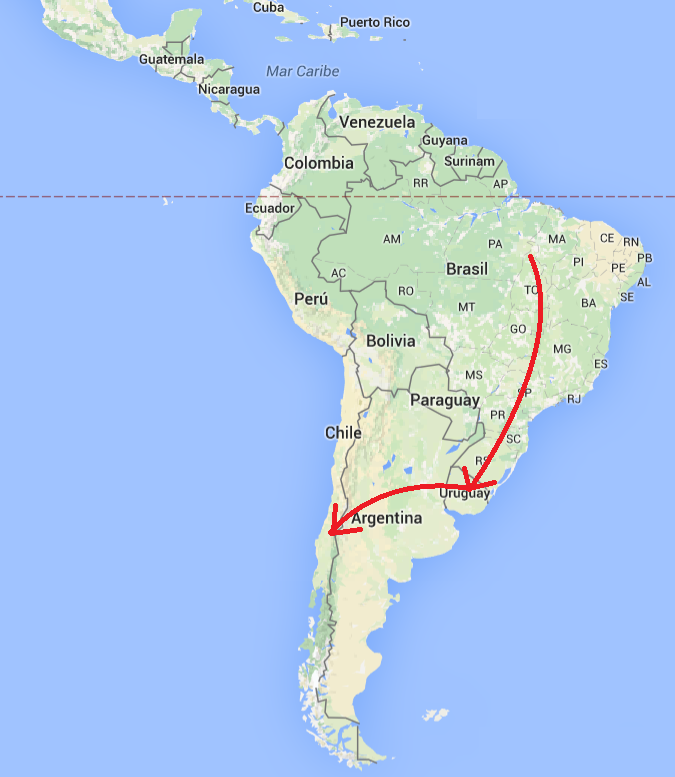 Cuba
Puerto Rico
Guatemala
Mar Caribe
Nicaragua
Venezuela
Guyana
Colombia
Surinam
RR
AP
Ecuador
AM
PA
MA
CE
RN
PB
PI
PE
AL
Brasil
AC
RO
TO
BA
SE
Perú
MT
GO
Bolivia
MG
ES
MS
SP
RJ
Paraguay
PR
Chile
SC
RS
Uruguay
Argentina